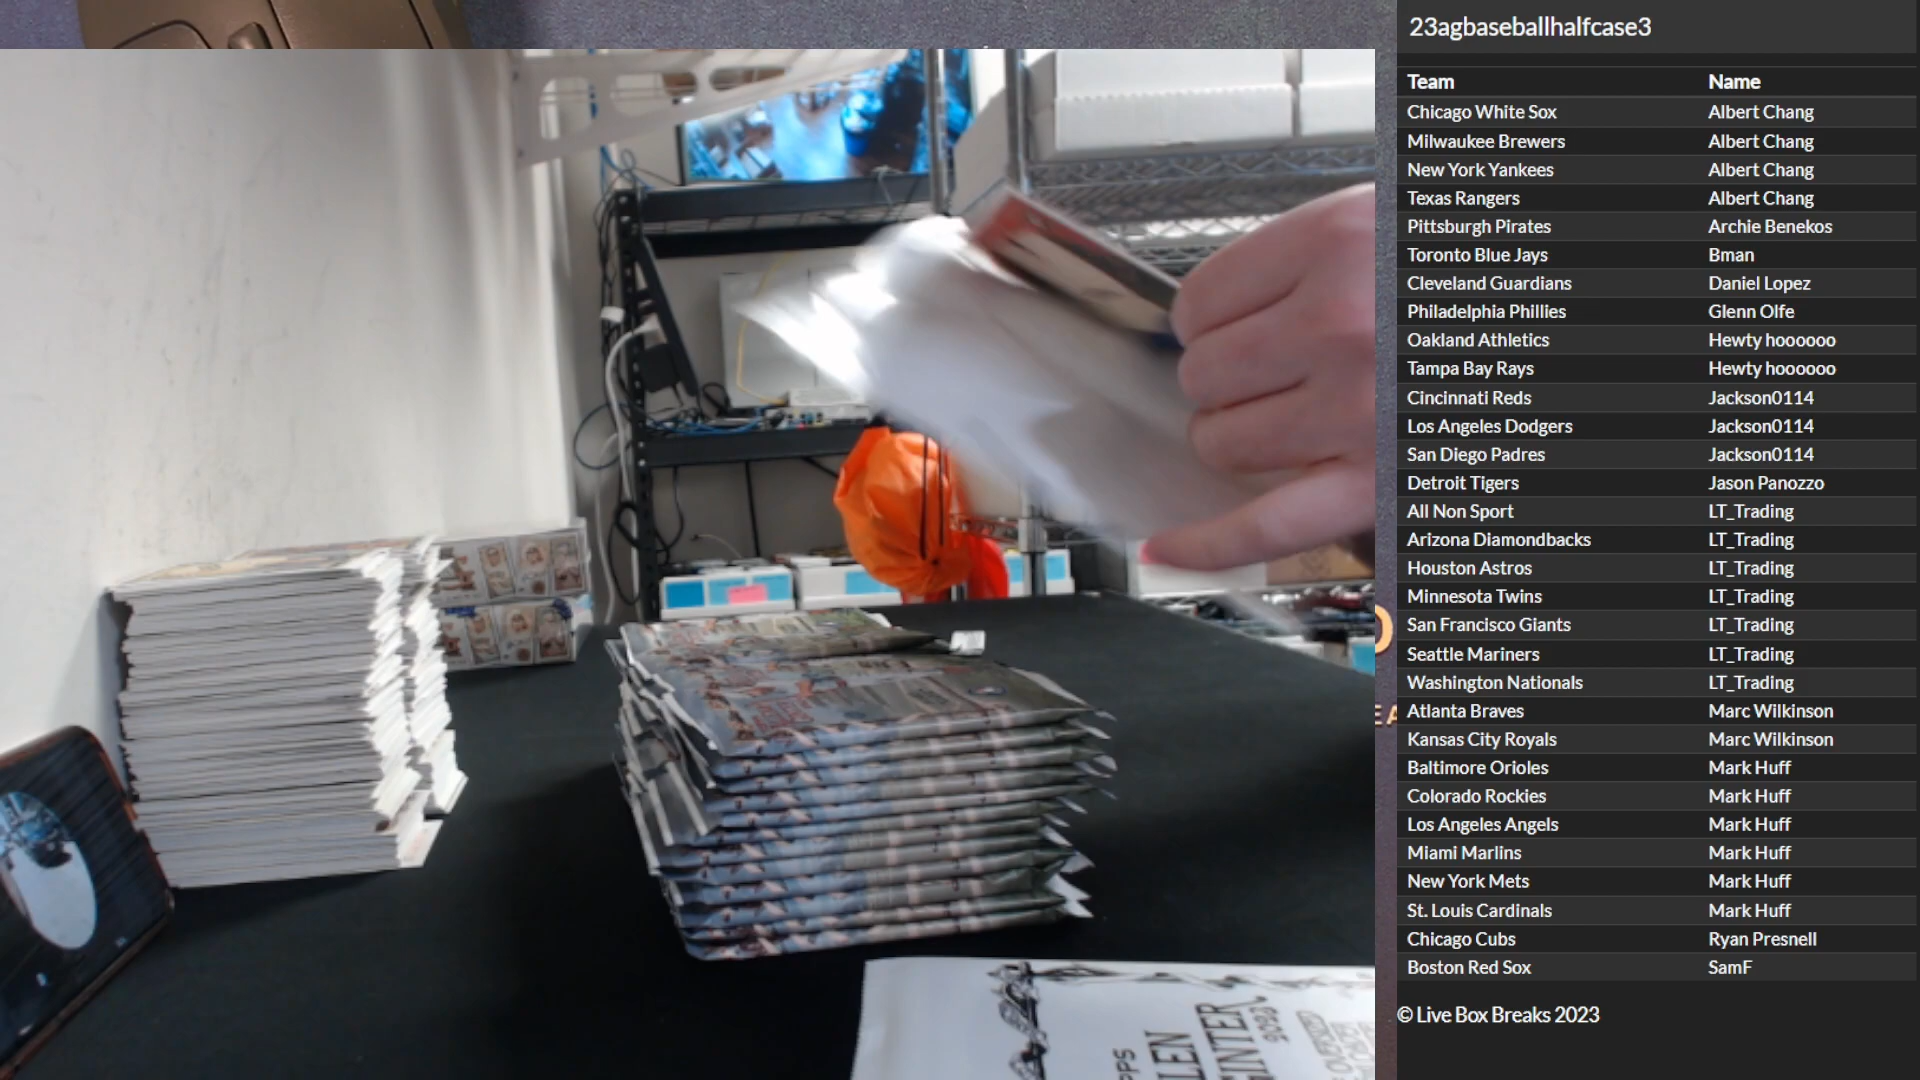 23agbaseballhalfcase3
Team Name
Chicago White Sox Albert Chang
Milwaukee Brewers Albert Chang
New York Yankees Albert Chang
Texas Rangers Albert Chang
Pittsburgh Pirates Archie Benekos
Toronto Blue Jays Bman
Cleveland Guardians Daniel Lopez
Philadelphia Phillies Glenn Olfe
Oakland Athletics Hewty hoooooo
Tampa Bay Rays Hewty hoooooo
Cincinnati Reds Jackson0114
Los Angeles Dodgers Jackson0114
San Diego Padres Jackson0114
Detroit Tigers Jason Panozzo
All Non Sport LT_Trading
Arizona Diamondbacks LT_Trading
Houston Astros LT_Trading
Minnesota Twins LT_Trading
San Francisco Giants LT_Trading
Seattle Mariners LT_Trading
Washington Nationals LT_Trading
Atlanta Braves Marc Wilkinson
Kansas City Royals Marc Wilkinson
Baltimore Orioles Mark Huff
Colorado Rockies Mark Huff
Los Angeles Angels Mark Huff
Miami Marlins Mark Huff
New York Mets Mark Huff
St. Louis Cardinals Mark Huff
Chicago Cubs Ryan Presnell
Boston Red Sox SamF
© Live Box Breaks 2023
PPS
LEN
GINTER
2023